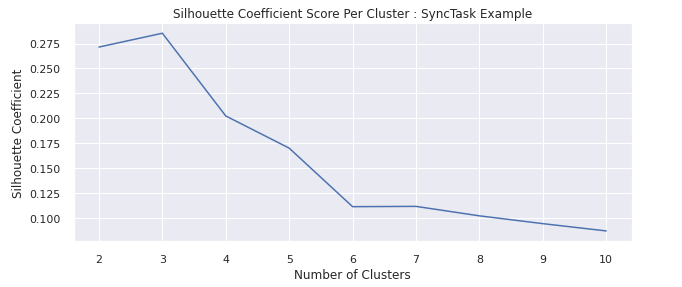 Silhouette Coefficient Score Per Cluster : SyncTask Example
Silhouette Coefficient
0.275
0.250
0.225
0.200
0.175
0.150
0.125
0.100
2 3 4 5 6 7 8 9 10
Number of Clusters